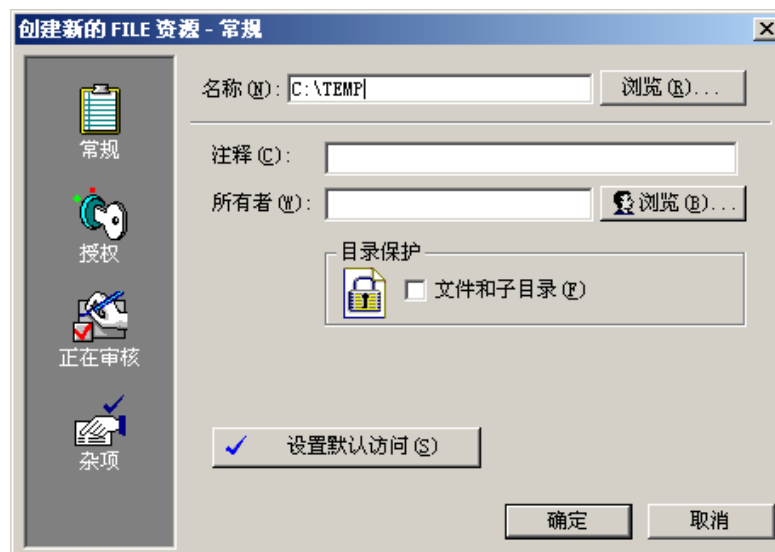 创建新的 FILE 资源 - 常规
名称(N): C:\TEMP 浏览(R)...
常规
注释(C):
所有者(W): 浏览(B)...
授权
目录保护
文件和子目录(F)
正在审核
设置默认访问(S)
杂项
确定 取消